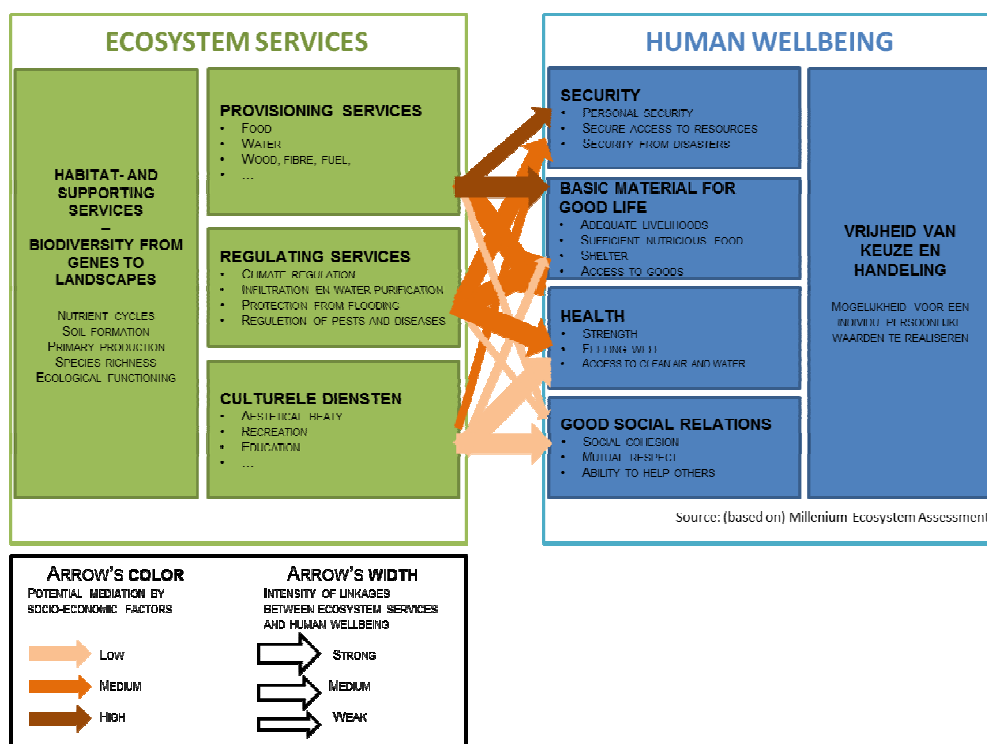 ECOSYSTEM SERVICES
HABITAT- AND
SUPPORTING
SERVICES
–
BIODIVERSITY FROM
GENES TO
LANDSCAPES
NUTRIENT CYCLES
SOIL FORMATION
PRIMARY PRODUCTION
SPECIES RICHNESS
ECOLOGICAL FUNCTIONING
PROVISIONING SERVICES
• FOOD
• WATER
• WOOD, FIBRE, FUEL,
• ...
REGULATING SERVICES
• CLIMATE REGULATION
• INFILTRATION EN WATER PURIFICATION
• PROTECTION FROM FLOODING
• REGULETION OF PESTS AND DISEASES
CULTURELE DIENSTEN
• AESTETICAL BEATY
• RECREATION
• EDUCATION
• ...
HUMAN WELLBEING
SECURITY
• PERSONAL SECURITY
• SECURE ACCESS TO RESOURCES
• SECURITY FROM DISASTERS
BASIC MATERIAL FOR
GOOD LIFE
• ADEQUATE LIVELIHOODS
• SUFFICIENT NUTRICIOUS FOOD
• SHELTER
• ACCESS TO GOODS
HEALTH
• STRENGTH
• FEELING WELL
• ACCESS TO CLEAN AIR AND WATER
GOOD SOCIAL RELATIONS
• SOCIAL COHESION
• MUTUAL RESPECT
• ABILITY TO HELP OTHERS
VRIJHEID VAN
KEUZE EN
HANDELING
MOGELIJKHEID VOOR EEN
INDIVIDU PERSOONLIJKE
WAARDEN TE REALISEREN
Source: (based on) Millenium Ecosystem Assessment
ARROW'S COLOR
POTENTIAL MEDIATION BY
SOCIO-ECONOMIC FACTORS
LOW
MEDIUM
HIGH
ARROW'S WIDTH
INTENSITY OF LINKAGES
BETWEEN ECOSYSTEM SERVICES
AND HUMAN WELLBEING
STRONG
MEDIUM
WEAK